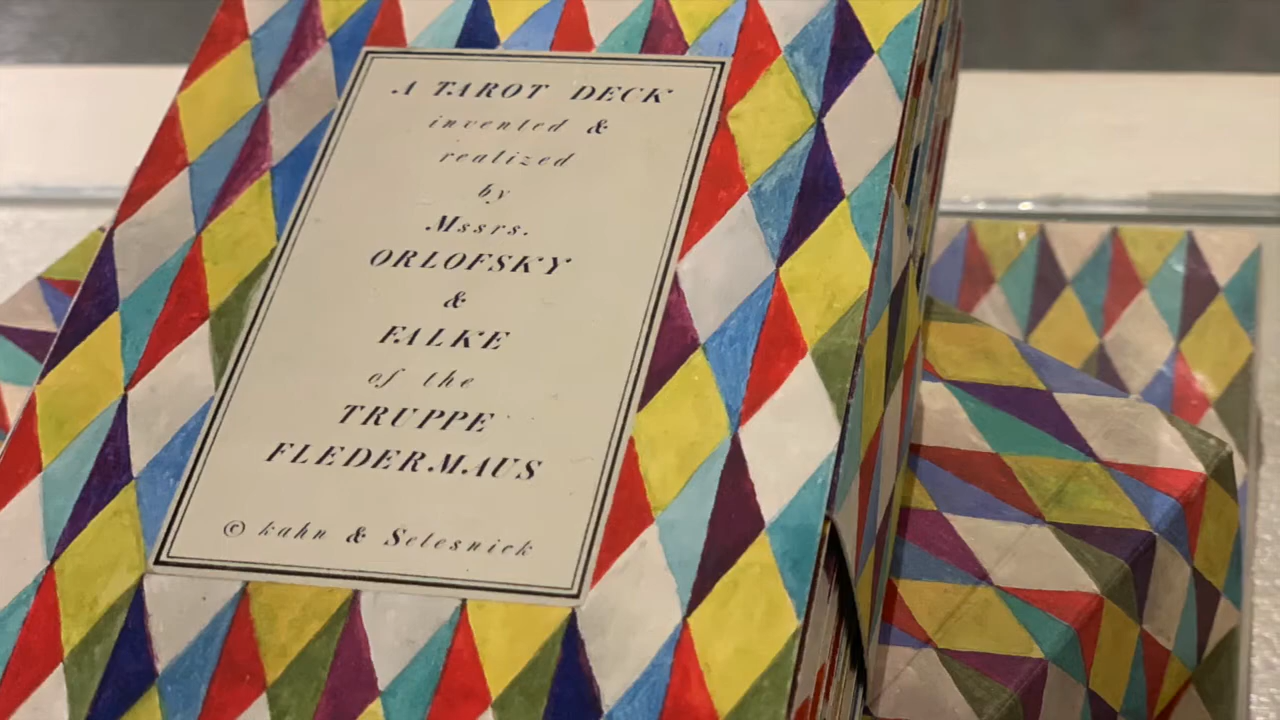 A TAROT DECK
invented &
realized
by
Mssrs.
ORLOFSKY
&
FALKE
of the
TRUPPE
FLEDERMAUS
© kahn & Selesnick